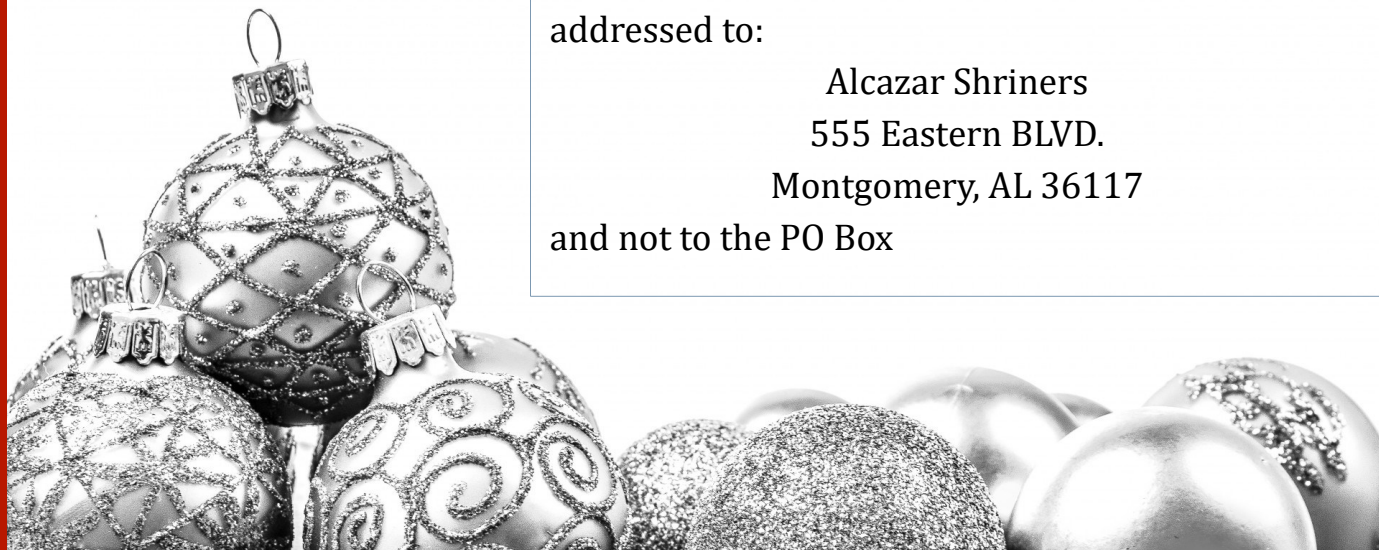 addressed to:
Alcazar Shriners
555 Eastern BLVD.
Montgomery, AL 36117
and not to the PO Box